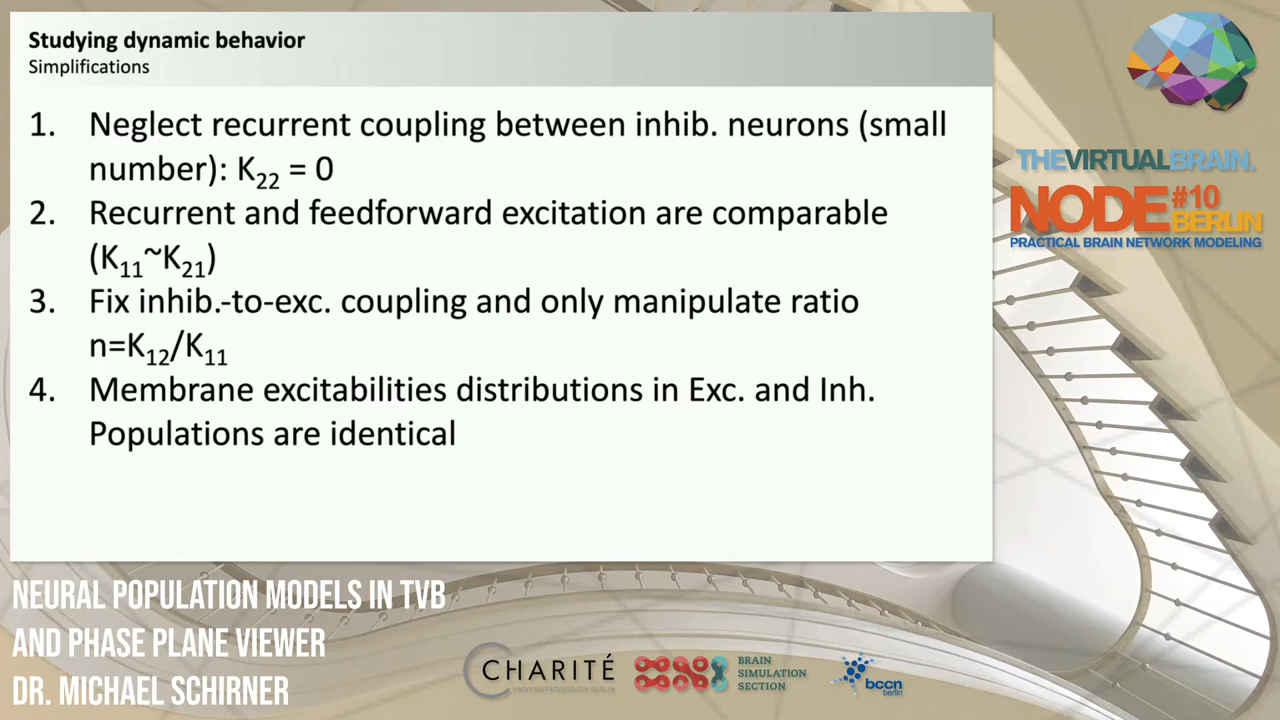 Studying dynamic behavior
Simplifications
1. Neglect recurrent coupling between inhib. neurons (small
number): K22 = 0
2. Recurrent and feedforward excitation are comparable
(K11~K21)
3. Fix inhib.-to-exc. coupling and only manipulate ratio
n=K12/K11
4. Membrane excitabilities distributions in Exc. and Inh.
Populations are identical
THEVIRTUALBRAIN.
NODE #10
BERLIN
PRACTICAL BRAIN NETWORK MODELING
NEURAL POPULATION MODELS IN TVB
AND PHASE PLANE VIEWER
DR. MICHAEL SCHIRNER
CHARITÉ
UNIVERSITÄTSMEDIZIN BERLIN
BRAIN
SIMULATION
SECTION
bccn
berlin